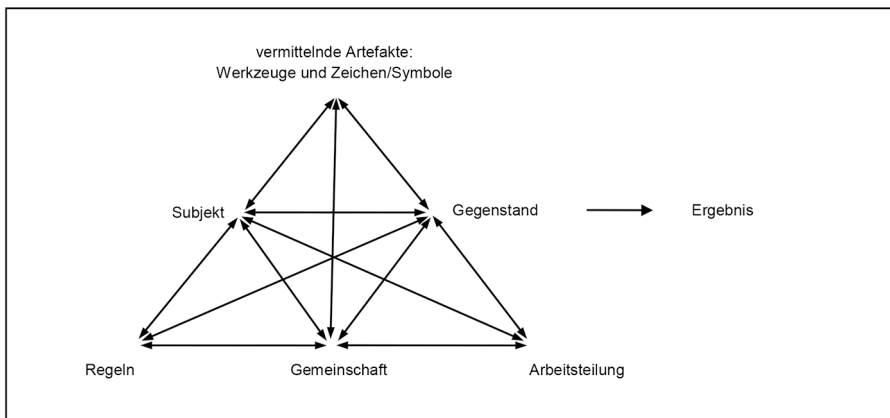 vermittelnde Artefakte:
Werkzeuge und Zeichen/Symbole
Subjekt
Gegenstand
Ergebnis
Regeln
Gemeinschaft
Arbeitsteilung